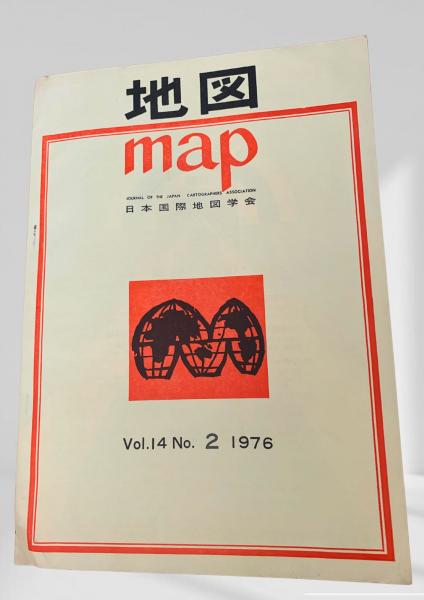 地図
map
JOURNAL OF THE JAPAN CARTOGRAPHERS ASSOCIATION
日本国際地図学会
Vol.14 No. 2 1976